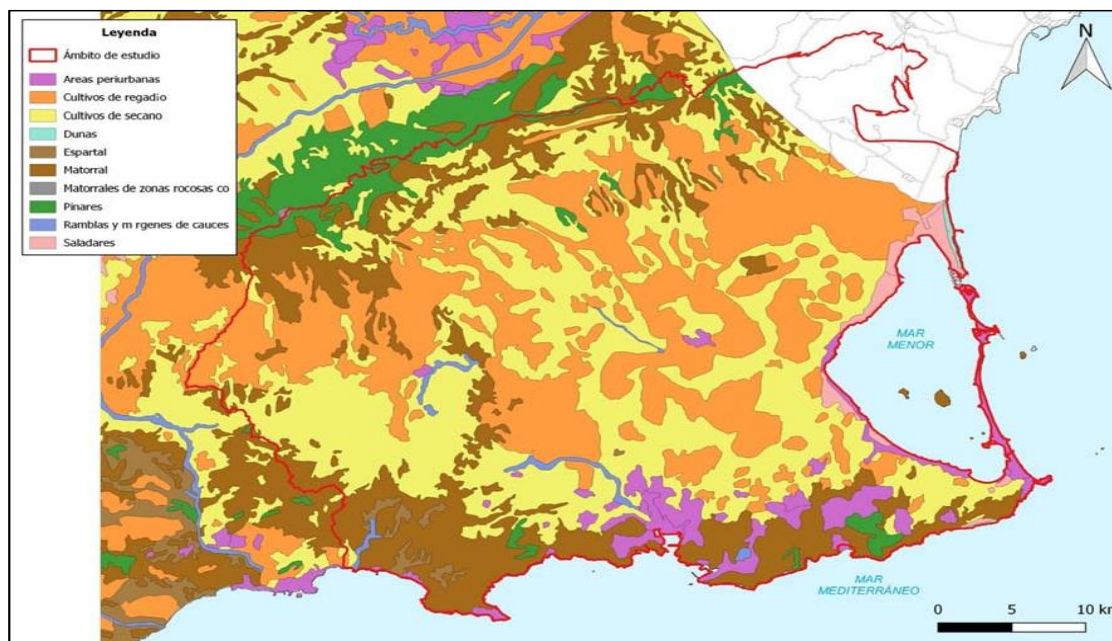 Leyenda
Ámbito de estudio
Areas periurbanas
Cultivos de regadío
Cultivos de secano
Dunas
Espartal
Matorral
Matorrales de zonas rocosas co
Pinares
Ramblas y m rgenes de cauces
Saladares
N
MAR
MENOR
MAR
MEDITERRÁNEO
0 5 10 km